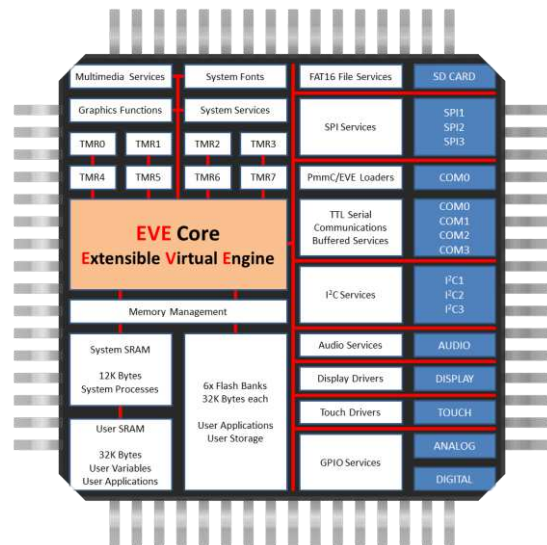 Multimedia Services
System Fonts
Graphics Functions
System Services
TMR0
TMR1
TMR2
TMR3
TMR4
TMR5
TMR6
TMR7
EVE Core
Extensible Virtual Engine
Memory Management
System SRAM
12K Bytes
System Processes
User SRAM
32K Bytes
User Variables
User Applications
6x Flash Banks
32K Bytes each
User Applications
User Storage
FAT16 File Services
SD CARD
SPI Services
SPI1
SPI2
SPI3
PmmC/EVE Loaders
COM0
TTL Serial
Communications
Buffered Services
COM0
COM1
COM2
COM3
I²C Services
I²C1
I²C2
I²C3
Audio Services
AUDIO
Display Drivers
DISPLAY
Touch Drivers
TOUCH
GPIO Services
ANALOG
DIGITAL